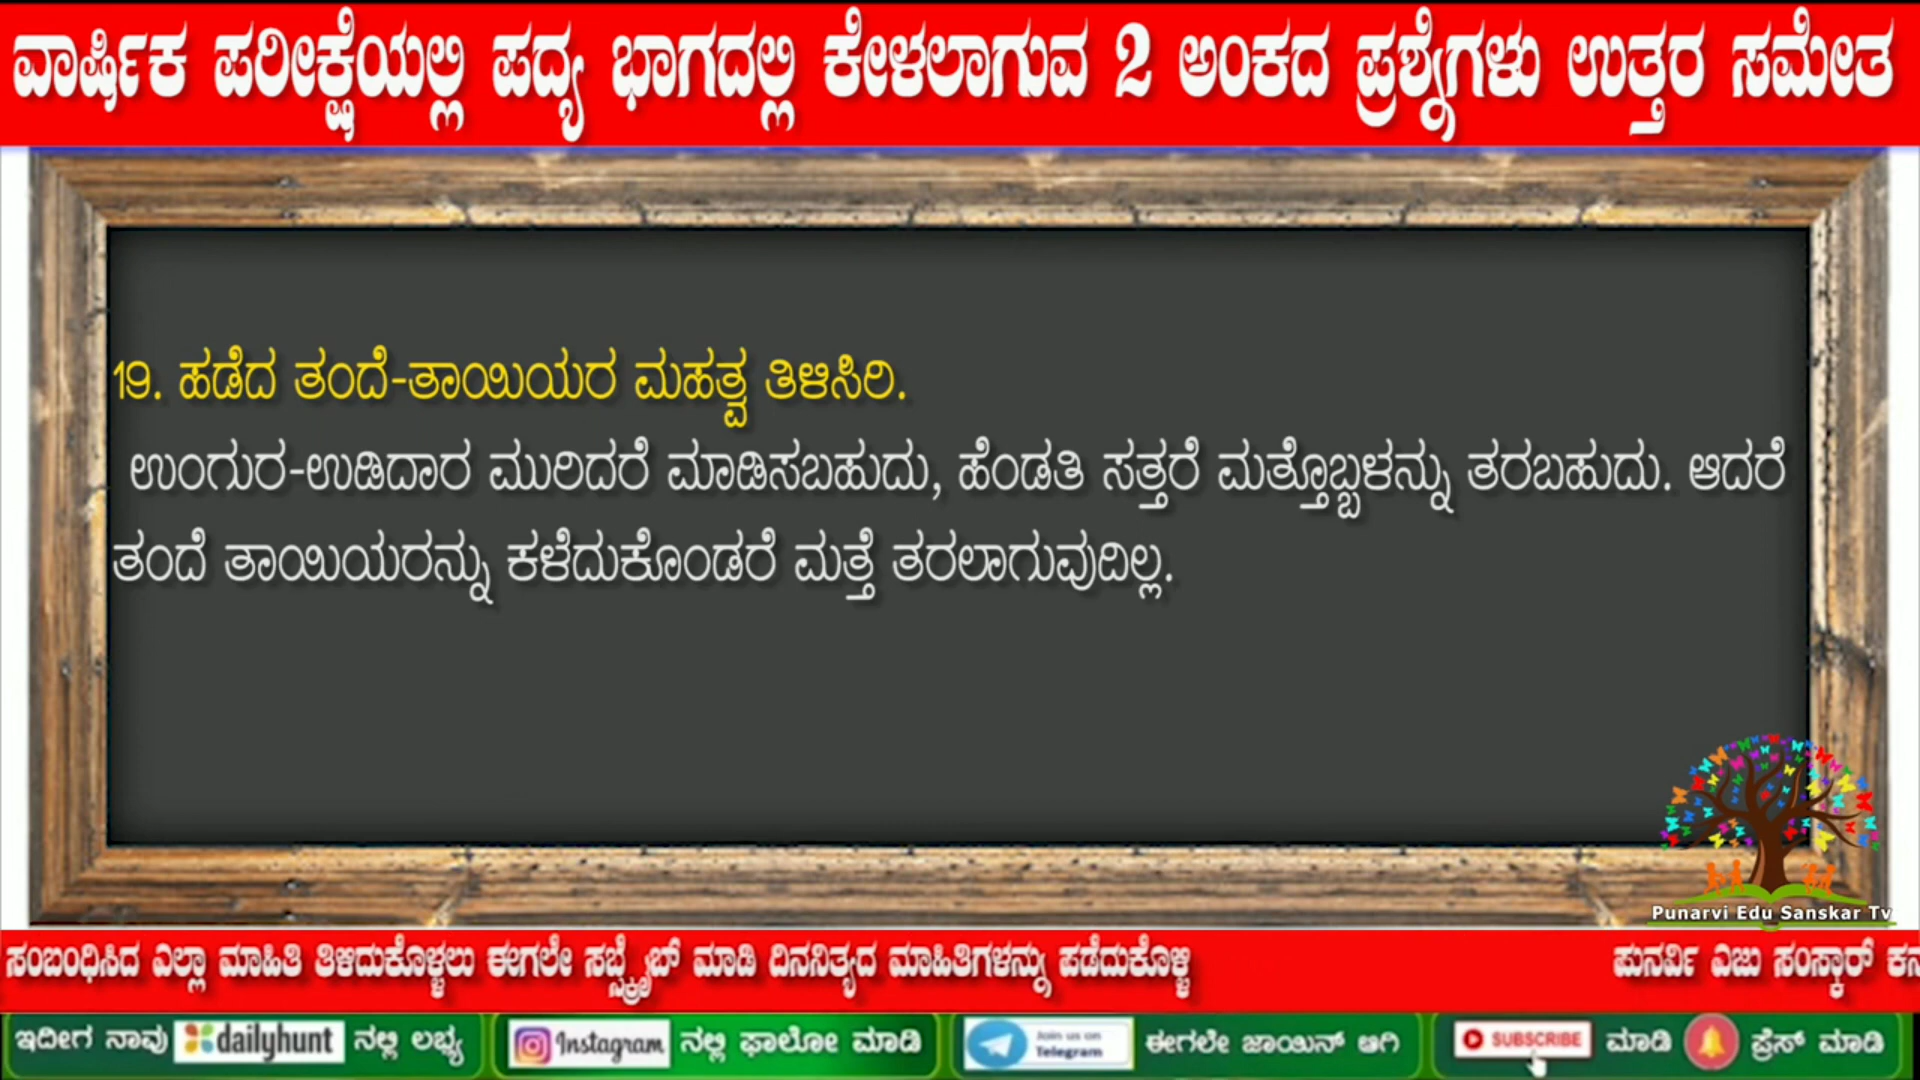 ವಾರ್ಷಿಕ ಪರೀಕ್ಷೆಯಲ್ಲಿ ಪದ್ಯ ಭಾಗದಲ್ಲಿ ಕೇಳಲಾಗುವ 2 ಅಂಕದ ಪ್ರಶ್ನೆಗಳು ಉತ್ತರ ಸಮೇತ
19. ಹಡೆದ ತಂದೆ-ತಾಯಿಯರ ಮಹತ್ವ ತಿಳಿಸಿರಿ.
ಉಂಗುರ-ಉಡಿದಾರ ಮುರಿದರೆ ಮಾಡಿಸಬಹುದು, ಹೆಂಡತಿ ಸತ್ತರೆ ಮತ್ತೊಬ್ಬಳನ್ನು ತರಬಹುದು. ಆದರೆ
ತಂದೆ ತಾಯಿಯರನ್ನು ಕಳೆದುಕೊಂಡರೆ ಮತ್ತೆ ತರಲಾಗುವುದಿಲ್ಲ.
Punarvi Edu Sanskar Tv
ಸಂಬಂಧಿಸಿದ ಎಲ್ಲಾ ಮಾಹಿತಿ ತಿಳಿದುಕೊಳ್ಳಲು ಈಗಲೇ ಸಬ್ಸ್ಕ್ರೈಬ್ ಮಾಡಿ ದಿನನಿತ್ಯದ ಮಾಹಿತಿಗಳನ್ನು ಪಡೆದುಕೊಳ್ಳಿ ಪುನರ್ವಿ ಎಜು ಸಂಸ್ಕಾರ್
ಇದೀಗ ನಾವು dailyhunt ನಲ್ಲಿ ಲಭ್ಯ Instagram ನಲ್ಲಿ ಫಾಲೋ ಮಾಡಿ Join us on Telegram ಈಗಲೇ ಜಾಯಿನ್ ಆಗಿ SUBSCRIBE ಮಾಡಿ ಪ್ರೆಸ್ ಮಾಡಿ